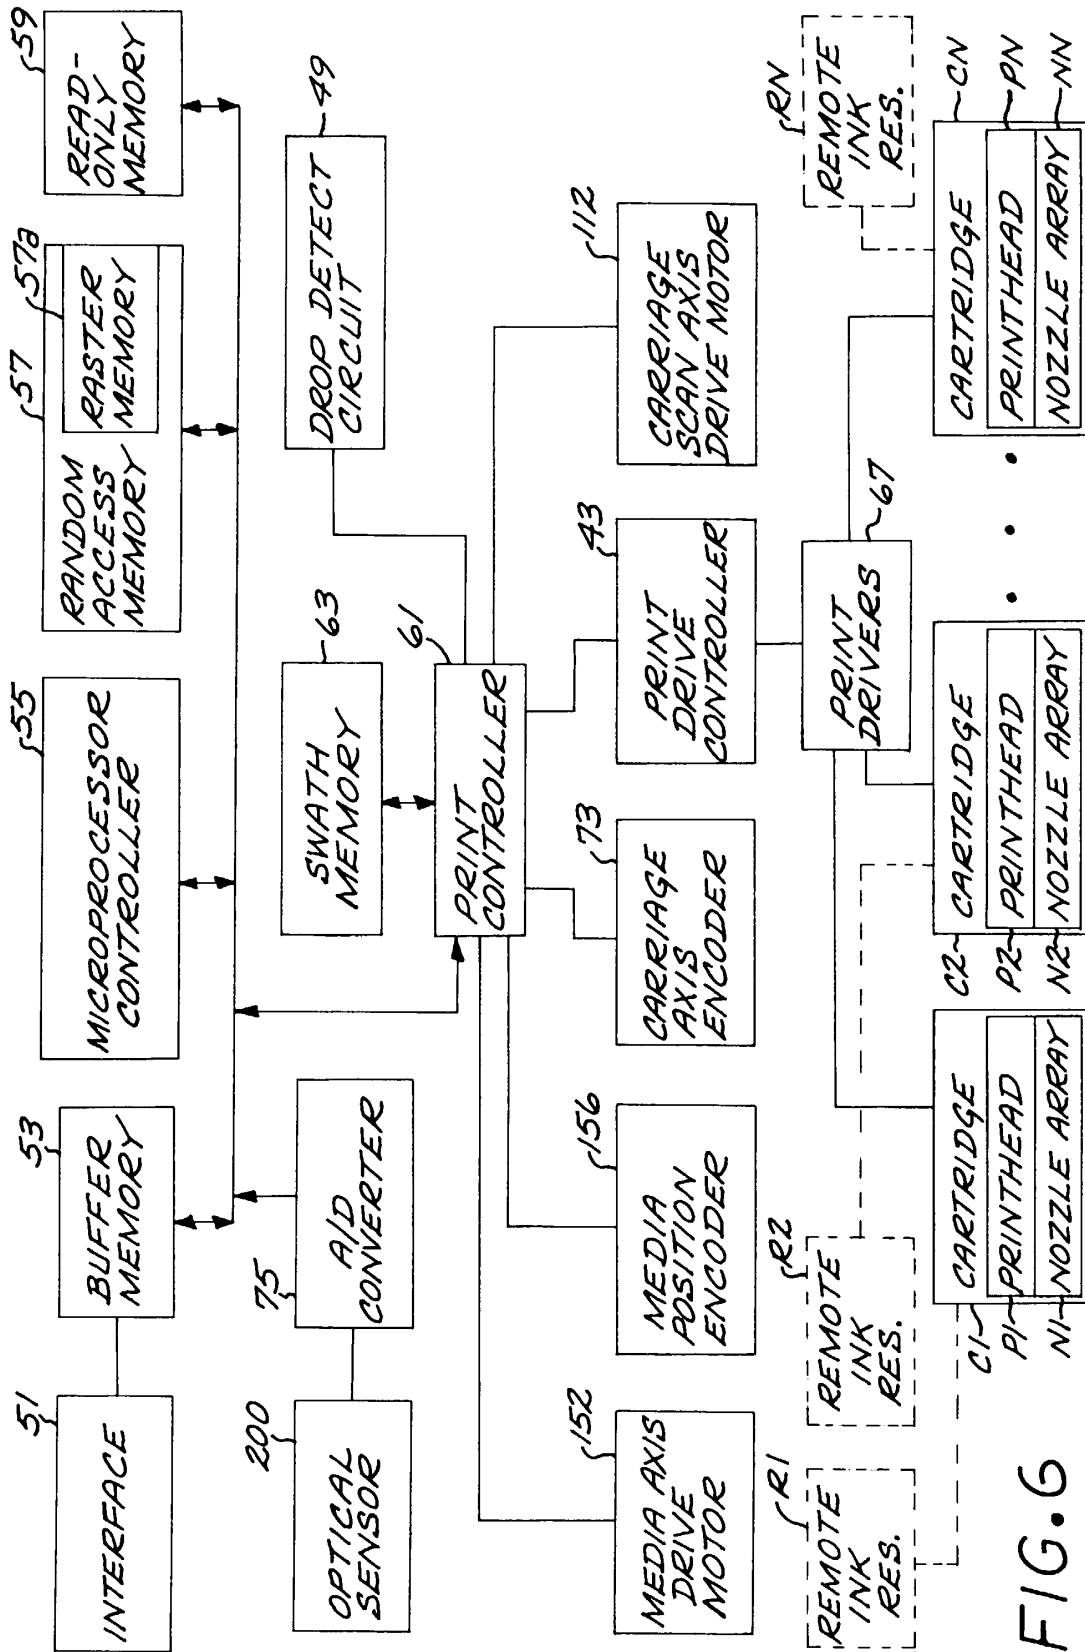 51
INTERFACE
53
BUFFER
MEMORY
55
MICROPROCESSOR
CONTROLLER
57
RANDOM
ACCESS
MEMORY
57a
RASTER
MEMORY
59
READ-
ONLY
MEMORY
200
OPTICAL
SENSOR
75
A/D
CONVERTER
63
SWATH
MEMORY
49
DROP DETECT
CIRCUIT
61
PRINT
CONTROLLER
152
MEDIA AXIS
DRIVE
MOTOR
156
MEDIA
POSITION
ENCODER
73
CARRIAGE
AXIS
ENCODER
43
PRINT
DRIVE
CONTROLLER
112
CARRIAGE
SCAN AXIS
DRIVE MOTOR
R1
REMOTE
INK
RES.
R2
REMOTE
INK
RES.
67
PRINT
DRIVERS
RN
REMOTE
INK
RES.
C1
CARTRIDGE
P1
PRINTHEAD
N1
NOZZLE ARRAY
C2
CARTRIDGE
P2
PRINTHEAD
N2
NOZZLE ARRAY
• • •
CARTRIDGE
CN
PRINTHEAD
PN
NOZZLE ARRAY
NN
FIG.6